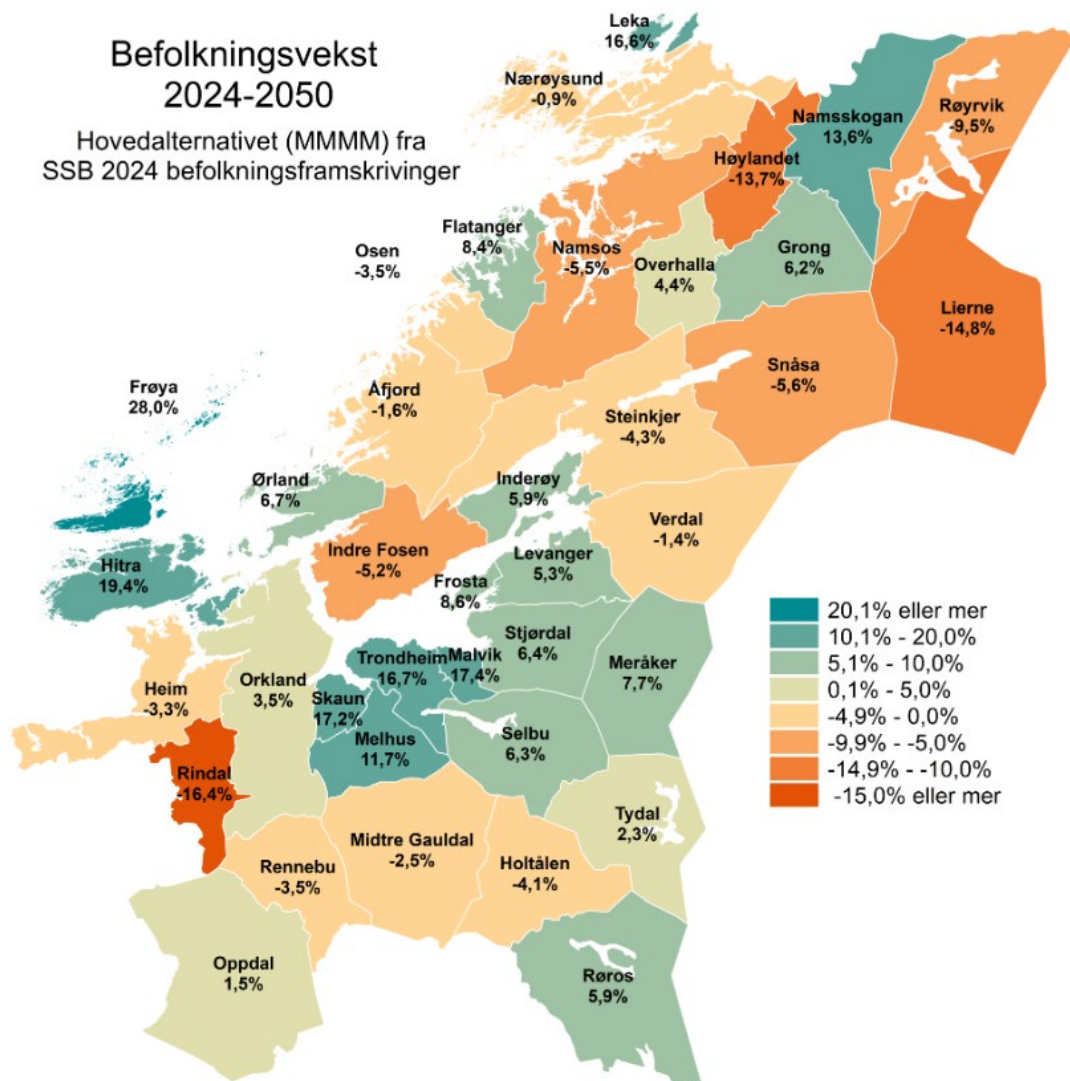 Befolkningsvekst
2024-2050
Hovedalternativet (MMMM) fra
SSB 2024 befolkningsframskrivinger
Leka
16,6%
Nærøysund
-0,9%
Namsskogan
13,6%
Røyrvik
-9,5%
Høylandet
-13,7%
Flatanger
8,4%
Osen
-3,5%
Namsos
-5,5%
Overhalla
4,4%
Grong
6,2%
Lierne
-14,8%
Snåsa
-5,6%
Frøya
28,0%
Åfjord
-1,6%
Steinkjer
-4,3%
Ørland
6,7%
Inderøy
5,9%
Verdal
-1,4%
Indre Fosen
-5,2%
Levanger
5,3%
Hitra
19,4%
Frosta
8,6%
Stjørdal
6,4%
Meråker
7,7%
Trondheim
16,7%
Malvik
17,4%
Heim
-3,3%
Orkland
3,5%
Skaun
17,2%
Melhus
11,7%
Selbu
6,3%
Rindal
-16,4%
Tydal
2,3%
Midtre Gauldal
-2,5%
Rennebu
-3,5%
Holtålen
-4,1%
Oppdal
1,5%
Røros
5,9%
20,1% eller mer
10,1% - 20,0%
5,1% - 10,0%
0,1% - 5,0%
-4,9% - 0,0%
-9,9% - -5,0%
-14,9% - -10,0%
-15,0% eller mer